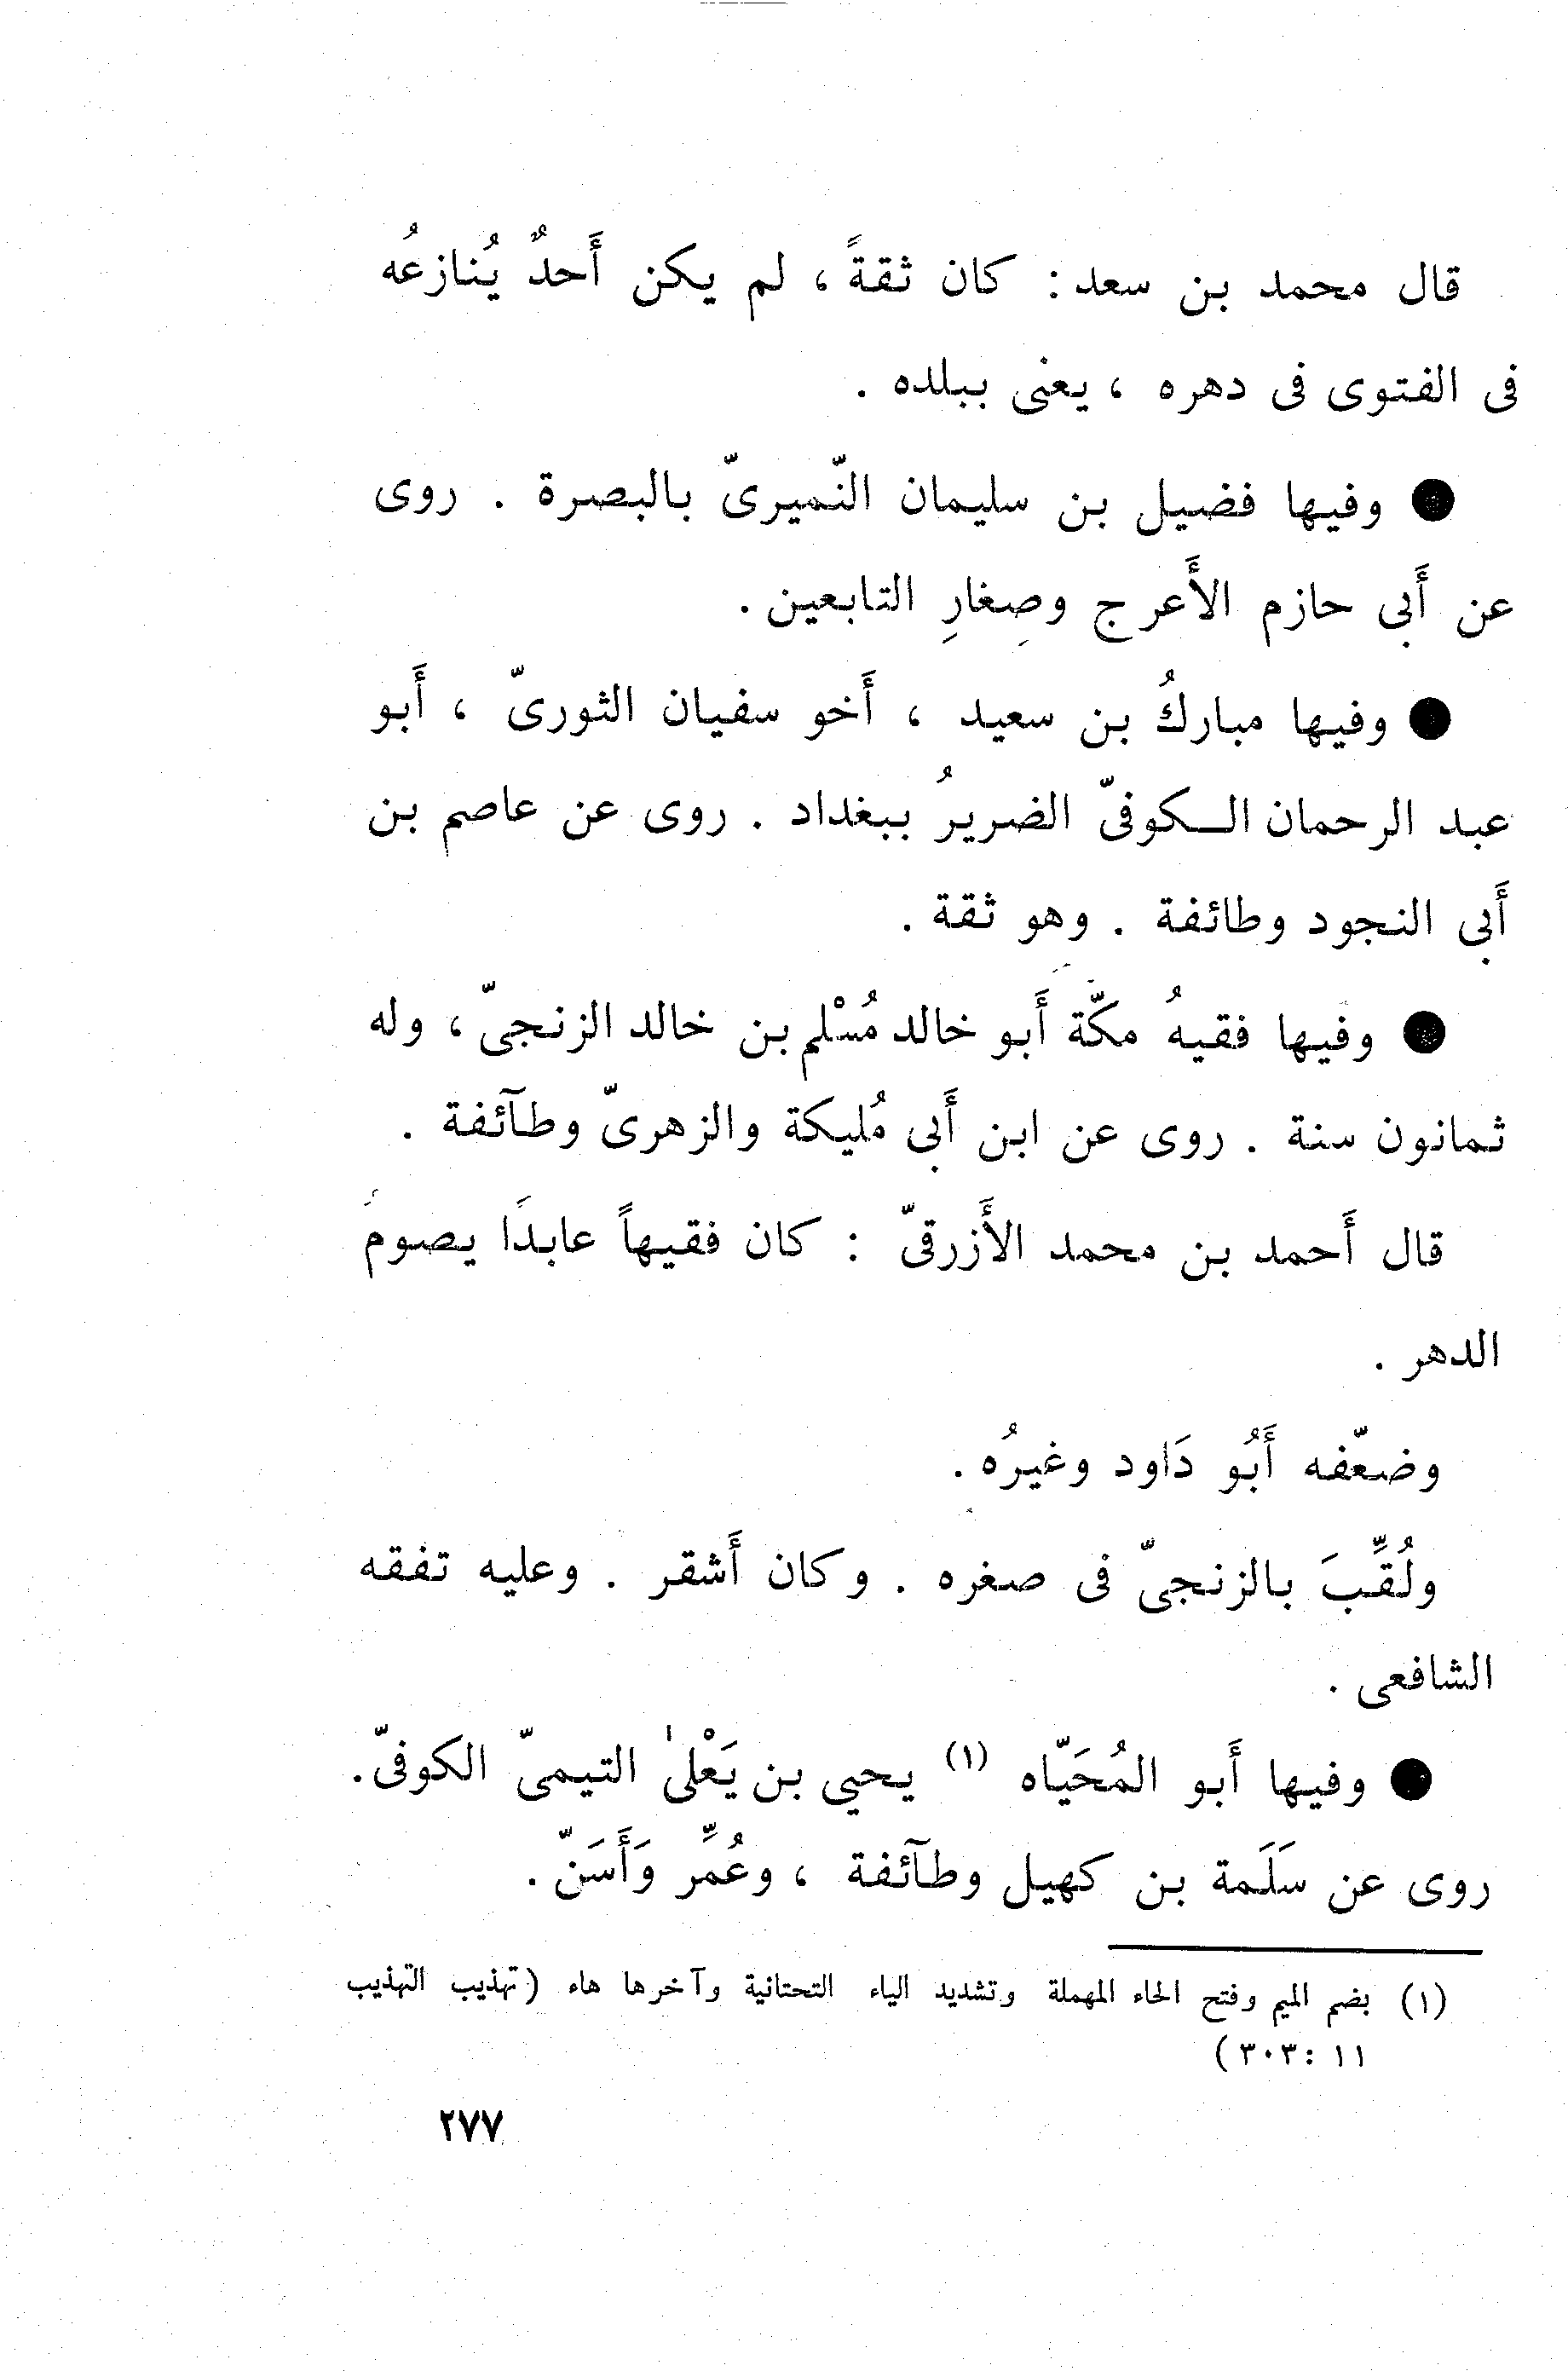 قال محمد بن سعد: كان ثقةً ، لم يكن أَحدٌ يُنازعُه
فى الفتوى فى دهره ، يعنى ببلده .
● وفيها فضيل بن سليمان النّميرىّ بالبصرة . روى
عن أَبى حازم الأَعرج وصغارِ التابعين .
● وفيها مباركُ بن سعيد ، أَخو سفيان الثورىّ ، أَبو
عبد الرحمان الـكوفىّ الضريرُ ببغداد . روى عن عاصم بن
أَبى النجود وطائفة . وهو ثقة .
● وفيها فقيهُ مكّة أَبو خالد مُسْلم بن خالد الزنجىّ ، وله
ثمانون سنة . روى عن ابن أَبى مُليكة والزهرىّ وطآئفة .
قال أَحمد بن محمد الأَزرقىّ : كان فقيهاً عابدًا يصوم
الدهر .
وضعّفه أَبُو دَاود وغيرُه .
ولُقِّبَ بالزنجىّ فى صغره . وكان أَشقر . وعليه تفقه
الشافعى .
● وفيها أَبو المُحَيّاه (١) يحيي بن يَعْلىٰ التيمىّ الكوفىّ .
روى عن سَلَمة بن كهيل وطآئفة ، وعُمِّر وَأَسَنّ .
(١) بضم الميم وفتح الحاء المهملة وتشديد الياء التحتانية وآخرها هاء (تهذيب التهذيب
١١ :٣٠٣ )
٢٧٧